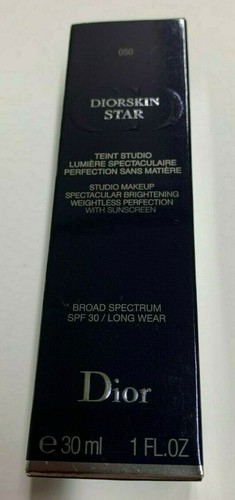 050
DIORSKIN
STAR
TEINT STUDIO
LUMIÈRE SPECTACULAIRE
PERFECTION SANS MATIÈRE
STUDIO MAKEUP
SPECTACULAR BRIGHTENING
WEIGHTLESS PERFECTION
WITH SUNSCREEN
BROAD SPECTRUM
SPF 30 / LONG WEAR
Dior
℮ 30 ml 1 FL.OZ